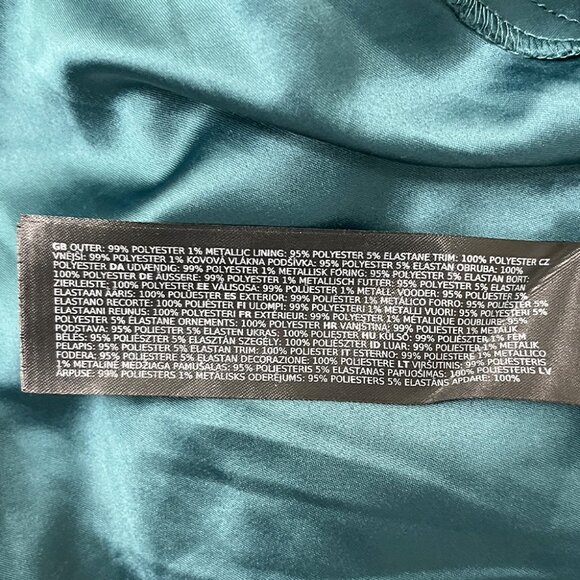 GB OUTER: 99% POLYESTER 1% METALLIC LINING: 95% POLYESTER 5% ELASTANE TRIM: 100% POLYESTER CZ
VNĚJŠÍ: 99% POLYESTER 1% KOVOVÁ VLÁKNA PODŠÍVKA: 95% POLYESTER 5% ELASTAN OBRUBA: 100%
POLYESTER DA UDVENDIG: 99% POLYESTER 1% METALLISK FORING: 95% POLYESTER 5% ELASTAN BORT:
100% POLYESTER DE ÄUSSERE: 99% POLYESTER 1% METALLISCH FUTTER: 95% POLYESTER 5% ELASTAN
ZIERLEISTE: 100% POLYESTER EE VÄLISOSA: 99% POLÜESTER 1% METALL- VOODER: 95% POLÜESTER 5%
ELASTAAN ÄÄRIS: 100% POLÜESTER ES EXTERIOR: 99% POLIÉSTER 1% METÁLICO FORRO: 95% POLIÉSTER 5%
ELASTANO RECORTE: 100% POLIÉSTER FI ULOMPI: 99% POLYESTERI 1% METALLI VUORI: 95% POLYESTERI 5%
ELASTAANI REUNUS: 100% POLYESTERI FR EXTÉRIEUR: 99% POLYESTER 1% MÉTALLIQUE DOUBLURE: 95%
POLYESTER 5% ELASTANE ORNEMENTS: 100% POLYESTER HR VANJŠTINA: 99% POLIESTER 1% METALIK
PODSTAVA: 95% POLIESTER 5% ELASTEN UKRAS: 100% POLIESTER HU KÜLSŐ: 99% POLIÉSZTER 1% FÉM
BÉLÉS: 95% POLIÉSZTER 5% ELASZTÁN SZEGÉLY: 100% POLIÉSZTER ID LUAR: 99% POLIESTER 1% METALIK
PELAPIS: 95% POLIESTER 5% ELASTAN TRIM: 100% POLIESTER IT ESTERNO: 99% POLIESTERE 1% METALLICO
FODERA: 95% POLIESTERE 5% ELASTAN DECORAZIONE: 100% POLIESTERE LT VIRŠUTINIS: 99% POLIESTERIS
1% METALINĖ MEDŽIAGA PAMUŠALAS: 95% POLIESTERIS 5% ELASTANAS PAPUOŠIMAS: 100% POLIESTERIS LV
ĀRPUSE: 99% POLIESTERS 1% METĀLISKS ODERĒJUMS: 95% POLIESTERS 5% ELASTĀNS APDARE: 100%